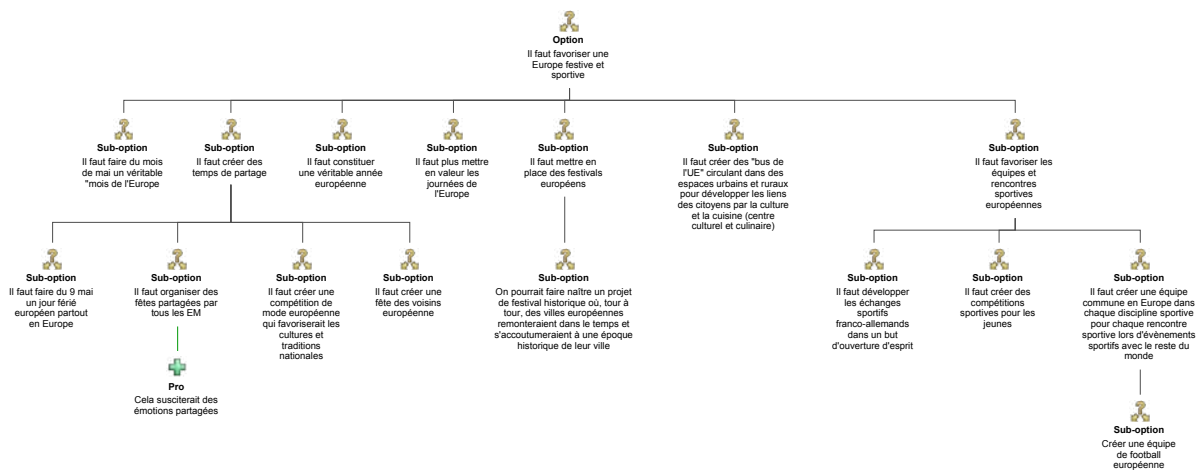 Option
Il faut favoriser une
Europe festive et
sportive
Sub-option
Il faut faire du mois
de mai un véritable
"mois de l'Europe
Sub-option
Il faut créer des
temps de partage
Sub-option
Il faut constituer
une véritable année
européenne
Sub-option
Il faut plus mettre
en valeur les
journées de
l'Europe
Sub-option
Il faut mettre en
place des festivals
européens
Sub-option
Il faut créer des "bus de
l'UE" circulant dans des
espaces urbains et ruraux
pour développer les liens
des citoyens par la culture
et la cuisine (centre
culturel et culinaire)
Sub-option
Il faut favoriser les
équipes et
rencontres
sportives
européennes
Sub-option
Il faut faire du 9 mai
un jour férié
européen partout
en Europe
Sub-option
Il faut organiser des
fêtes partagées par
tous les EM
Sub-option
Il faut créer une
compétition de
mode européenne
qui favoriserait les
cultures et
traditions
nationales
Sub-option
Il faut créer une
fête des voisins
européenne
Sub-option
On pourrait faire naître un projet
de festival historique où, tour à
tour, des villes européennes
remonteraient dans le temps et
s'accoutumeraient à une époque
historique de leur ville
Sub-option
Il faut développer
les échanges
sportifs
franco-allemands
dans un but
d'ouverture d'esprit
Sub-option
Il faut créer des
compétitions
sportives pour les
jeunes
Sub-option
Il faut créer une équipe
commune en Europe dans
chaque discipline sportive
pour chaque rencontre
sportive lors d'évènements
sportifs avec le reste du
monde
Pro
Cela susciterait des
émotions partagées
Sub-option
Créer une équipe
de football
européenne